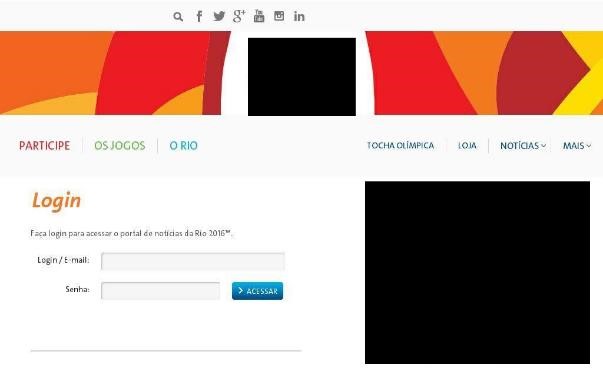 PARTICIPE OS JOGOS O RIO TOCHA OLÍMPICA LOJA NOTÍCIAS MAIS
Login
Faça login para acessar o portal de notícias da Rio 2016™.
Login / E-mail:
Senha: ACESSAR